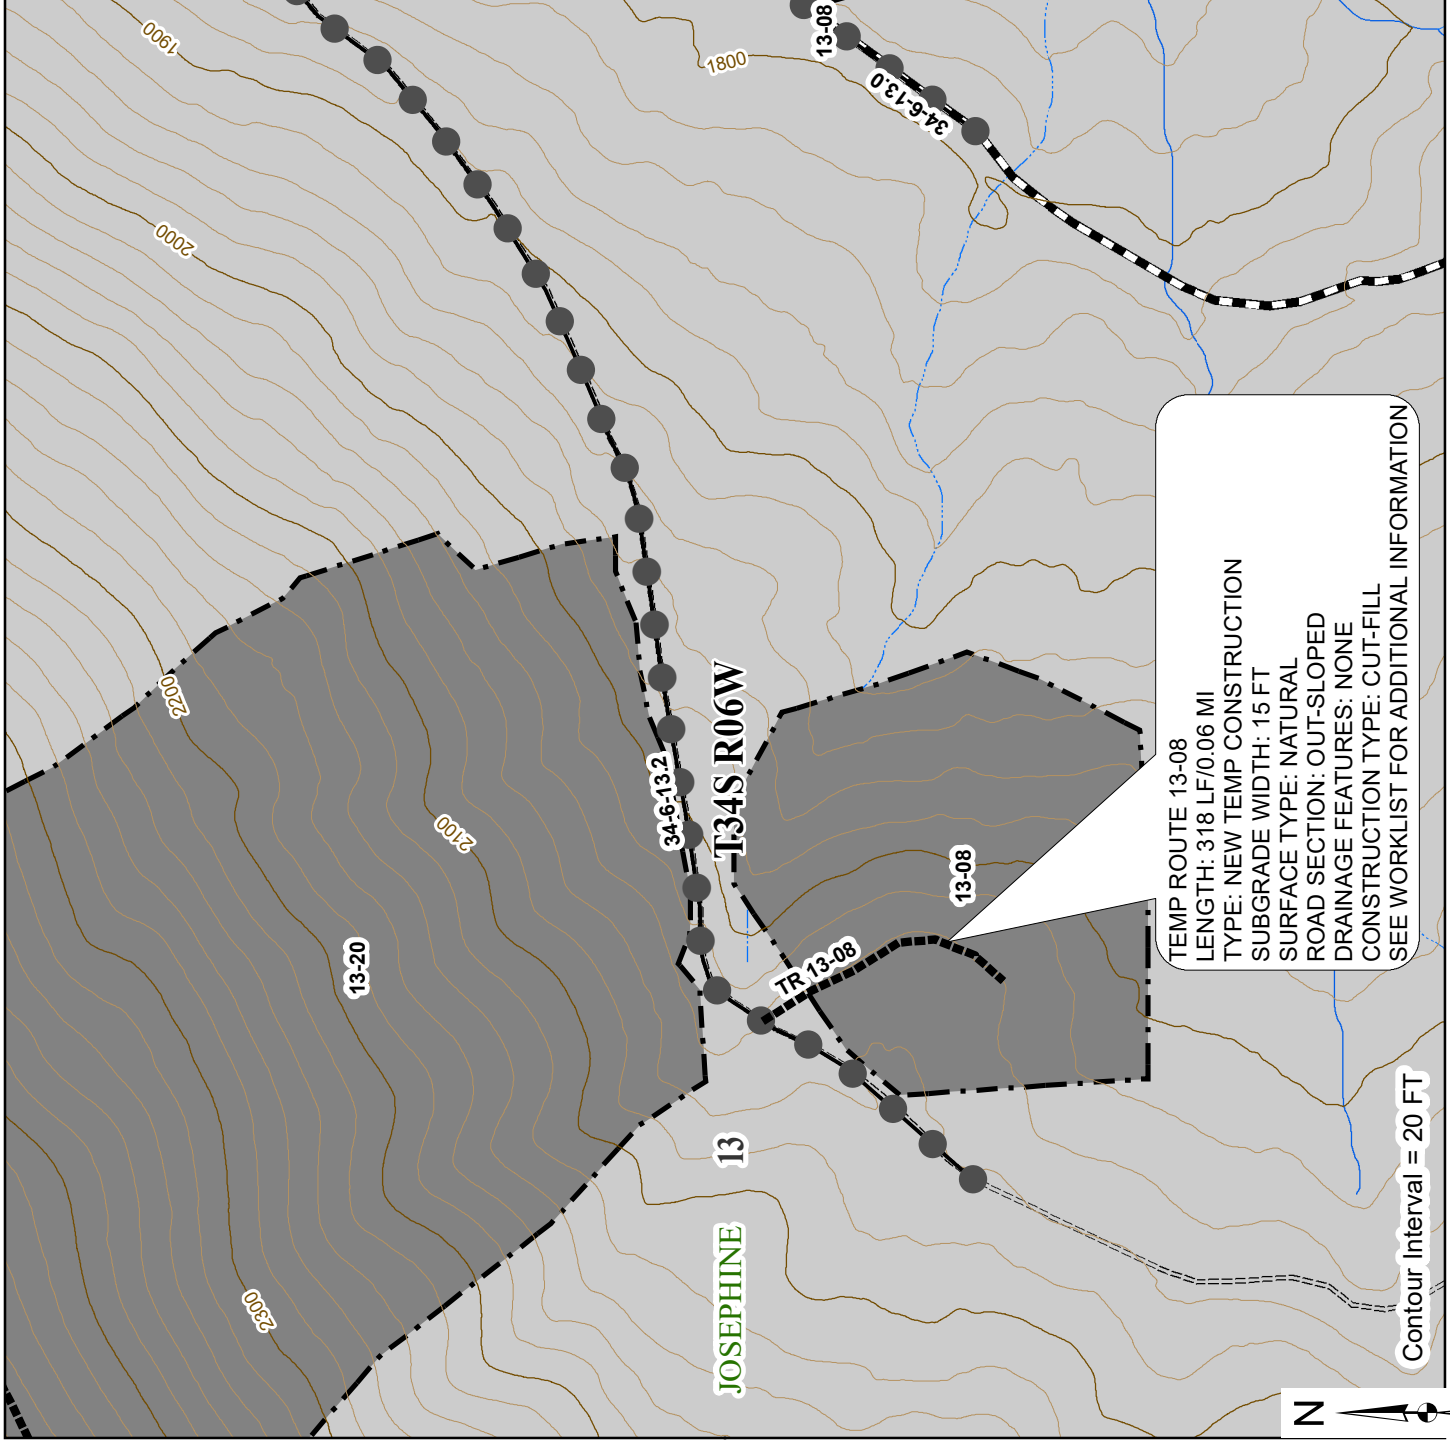 1900
1800
13-08
34-6-13.0
2000
2200
2100
34-6-13.2
T34S R06W
13-20
13-08
TR 13-08
13
JOSEPHINE
2300
TEMP ROUTE 13-08
LENGTH: 318 LF/0.06 MI
TYPE: NEW TEMP CONSTRUCTION
SUBGRADE WIDTH: 15 FT
SURFACE TYPE: NATURAL
ROAD SECTION: OUT-SLOPED
DRAINAGE FEATURES: NONE
CONSTRUCTION TYPE: CUT-FILL
SEE WORKLIST FOR ADDITIONAL INFORMATION
Contour Interval = 20 FT
N